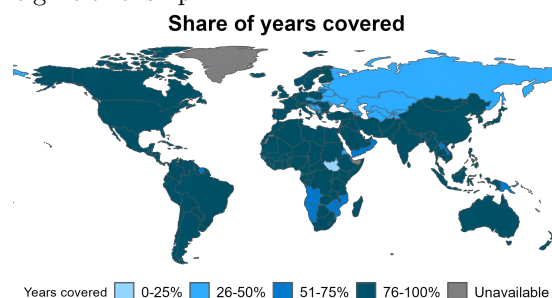 Share of years covered
Years covered 0-25% 26-50% 51-75% 76-100% Unavailable